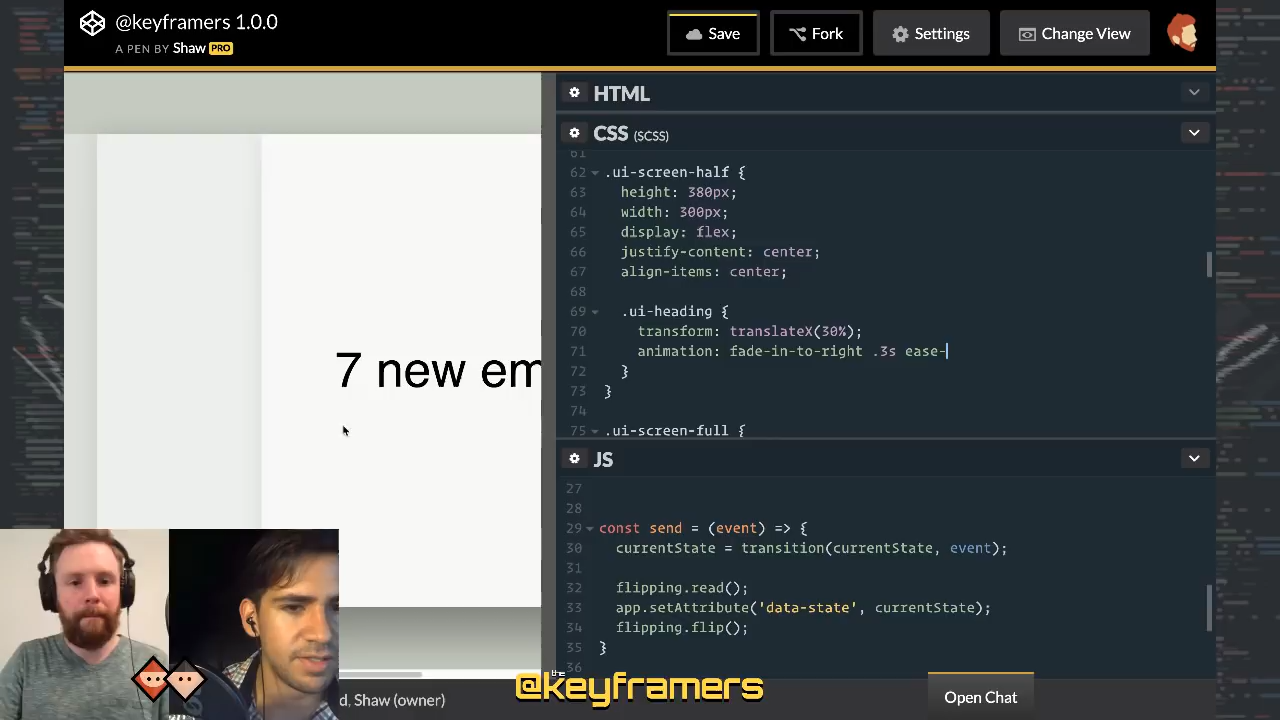 @keyframers 1.0.0
A PEN BY Shaw PRO
Save
Fork
Settings
Change View
HTML
CSS (SCSS)
61
62 .ui-screen-half {
63 height: 380px;
64 width: 300px;
65 display: flex;
66 justify-content: center;
67 align-items: center;
68
69 .ui-heading {
70 transform: translateX(30%);
71 animation: fade-in-to-right .3s ease-
72 }
73 }
74
75 .ui-screen-full {
7 new em
JS
27
28
29 const send = (event) => {
30 currentState = transition(currentState, event);
31
32 flipping.read();
33 app.setAttribute('data-state', currentState);
34 flipping.flip();
35 }
36
d, Shaw (owner)
the
@keyframers
Open Chat